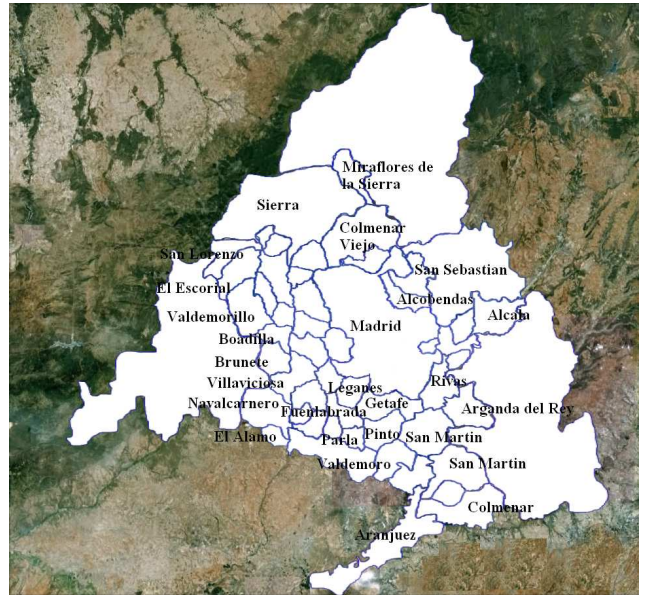 Miraflores de
la Sierra
Sierra
Colmenar
Viejo
San Lorenzo
San Sebastian
El Escorial
Alcobendas
Valdemorillo
Alcala
Madrid
Boadilla
Brunete
Villaviciosa
Leganes
Rivas
Navalcarnero
Getafe
Fuenlabrada
Arganda del Rey
El Alamo
Parla
Pinto
San Martin
Valdemoro
San Martin
Colmenar
Aranjuez